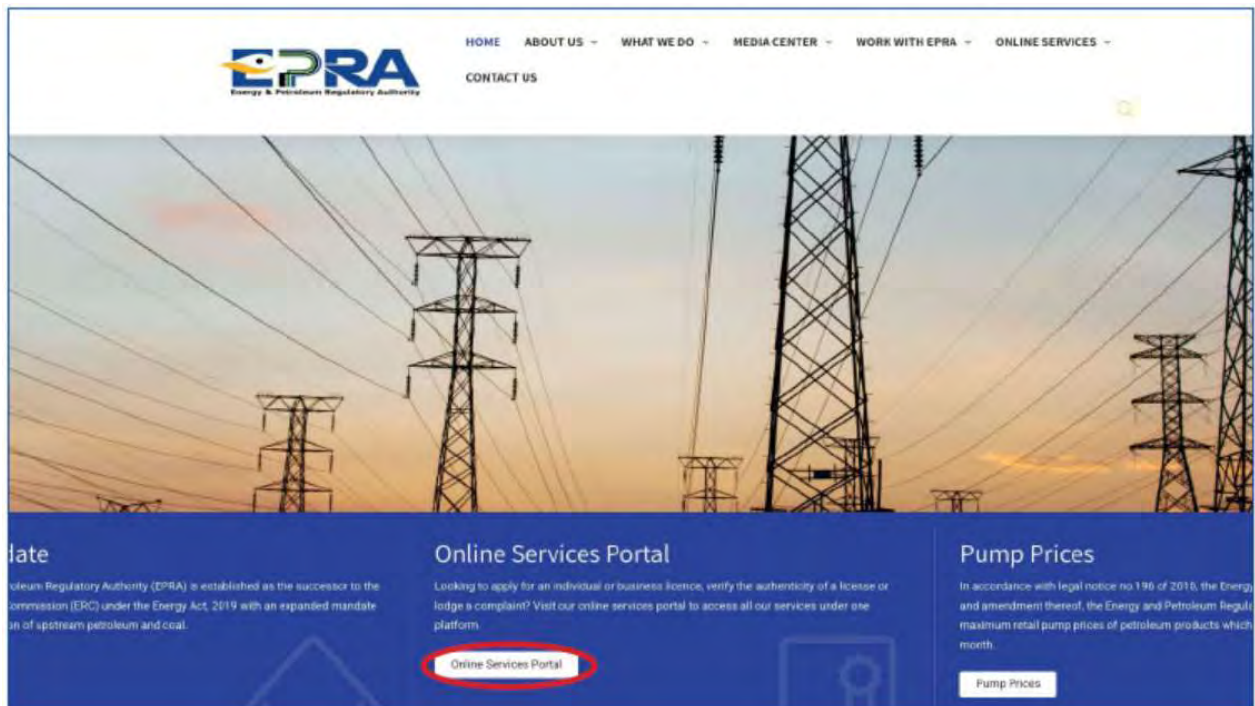 HOME ABOUT US WHAT WE DO MEDIA CENTER WORK WITH EPRA ONLINE SERVICES
CONTACT US
EPRA
Energy & Petroleum Regulatory Authority
date
roleum Regulatory Authority (EPRA) is established as the successor to the
ommission (ERC) under the Energy Act, 2019 with an expanded mandate
on of upstream petroleum and coal.
Online Services Portal
Looking to apply for an individual or business licence, verify the authenticity of a license or
lodge a complaint? Visit our online services portal to access all our services under one
platform.
Online Services Portal
Pump Prices
In accordance with legal notice no.196 of 2010, the Energy
and amendment thereof, the Energy and Petroleum Regul
maximum retail pump prices of petroleum products which
month.
Pump Prices